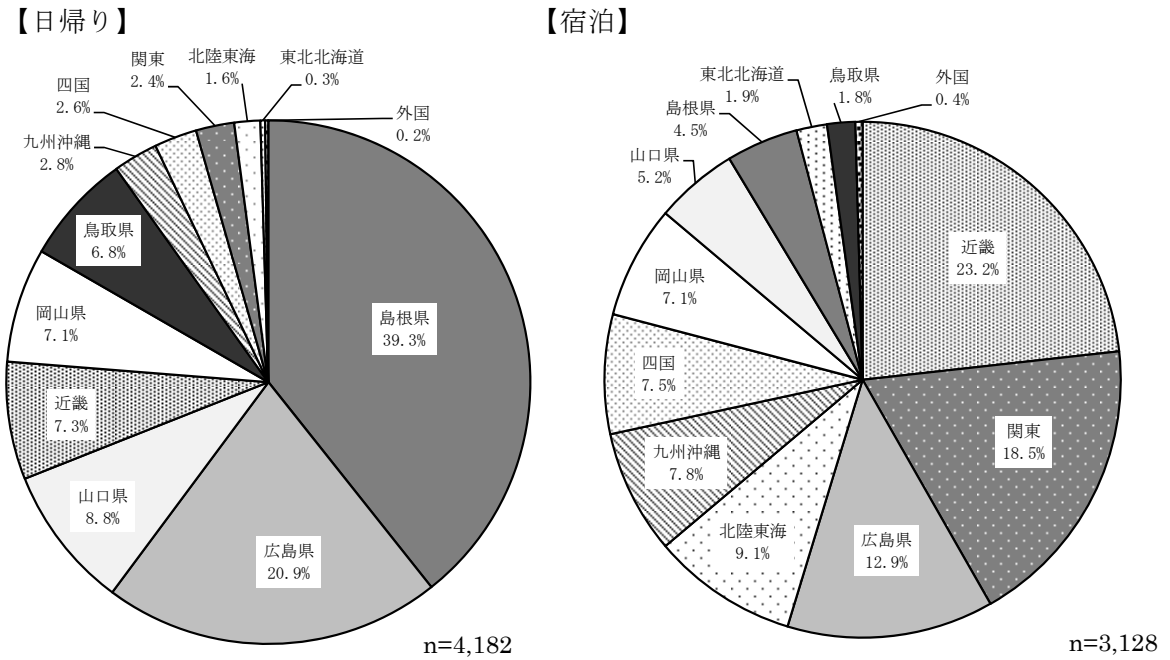 【日帰り】
島根県
39.3%
広島県
20.9%
山口県
8.8%
近畿
7.3%
岡山県
7.1%
鳥取県
6.8%
九州沖縄
2.8%
四国
2.6%
関東
2.4%
北陸東海
1.6%
東北北海道
0.3%
外国
0.2%
n=4,182
【宿泊】
近畿
23.2%
関東
18.5%
広島県
12.9%
北陸東海
9.1%
九州沖縄
7.8%
四国
7.5%
岡山県
7.1%
山口県
5.2%
島根県
4.5%
東北北海道
1.9%
鳥取県
1.8%
外国
0.4%
n=3,128